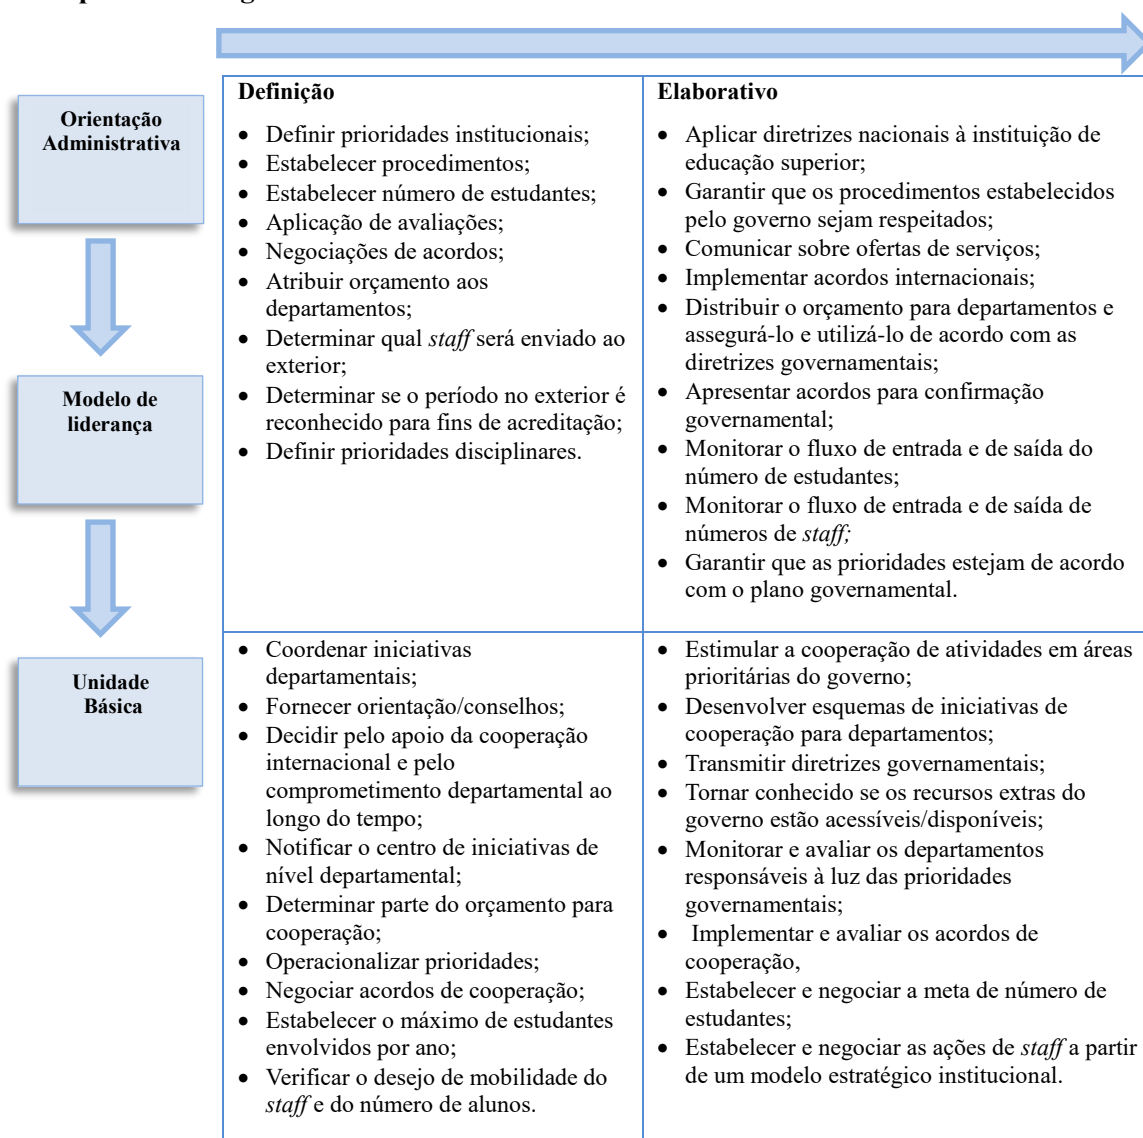 Orientação
Administrativa
Modelo de
liderança
Unidade
Básica
Definição
• Definir prioridades institucionais;
• Estabelecer procedimentos;
• Estabelecer número de estudantes;
• Aplicação de avaliações;
• Negociações de acordos;
• Atribuir orçamento aos
departamentos;
• Determinar qual staff será enviado ao
exterior;
• Determinar se o período no exterior é
reconhecido para fins de acreditação;
• Definir prioridades disciplinares.
Elaborativo
• Aplicar diretrizes nacionais à instituição de
educação superior;
• Garantir que os procedimentos estabelecidos
pelo governo sejam respeitados;
• Comunicar sobre ofertas de serviços;
• Implementar acordos internacionais;
• Distribuir o orçamento para departamentos e
assegurá-lo e utilizá-lo de acordo com as
diretrizes governamentais;
• Apresentar acordos para confirmação
governamental;
• Monitorar o fluxo de entrada e de saída do
número de estudantes;
• Monitorar o fluxo de entrada e de saída de
números de staff;
• Garantir que as prioridades estejam de acordo
com o plano governamental.
• Coordenar iniciativas
departamentais;
• Fornecer orientação/conselhos;
• Decidir pelo apoio da cooperação
internacional e pelo
comprometimento departamental ao
longo do tempo;
• Notificar o centro de iniciativas de
nível departamental;
• Determinar parte do orçamento para
cooperação;
• Operacionalizar prioridades;
• Negociar acordos de cooperação;
• Estabelecer o máximo de estudantes
envolvidos por ano;
• Verificar o desejo de mobilidade do
staff e do número de alunos.
• Estimular a cooperação de atividades em áreas
prioritárias do governo;
• Desenvolver esquemas de iniciativas de
cooperação para departamentos;
• Transmitir diretrizes governamentais;
• Tornar conhecido se os recursos extras do
governo estão acessíveis/disponíveis;
• Monitorar e avaliar os departamentos
responsáveis à luz das prioridades
governamentais;
• Implementar e avaliar os acordos de
cooperação,
• Estabelecer e negociar a meta de número de
estudantes;
• Estabelecer e negociar as ações de staff a partir
de um modelo estratégico institucional.